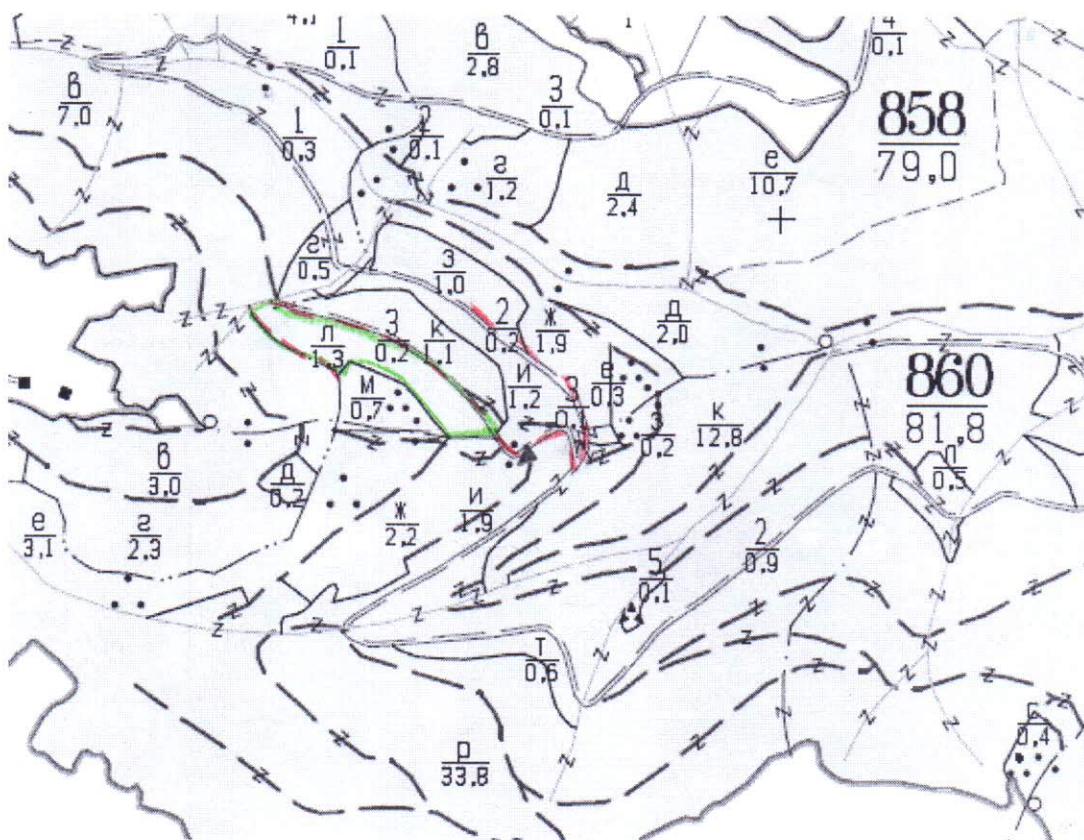 4,1
1
0,1
в
2,8
3
0,1
4
0,1
858
79,0
в
7,0
1
0,3
2
0,1
г
1,2
д
2,4
е
10,7
г
0,5
з
1,0
2
0,2
ж
1,9
д
2,0
3
0,2
к
1,1
л
1,3
м
0,7
и
1,2
е
0,3
3
0,2
к
12,8
860
81,8
л
0,5
в
3,0
д
0,2
е
3,1
г
2,3
ж
2,2
и
1,9
5
0,1
2
0,9
т
0,6
р
33,8
с
0,4